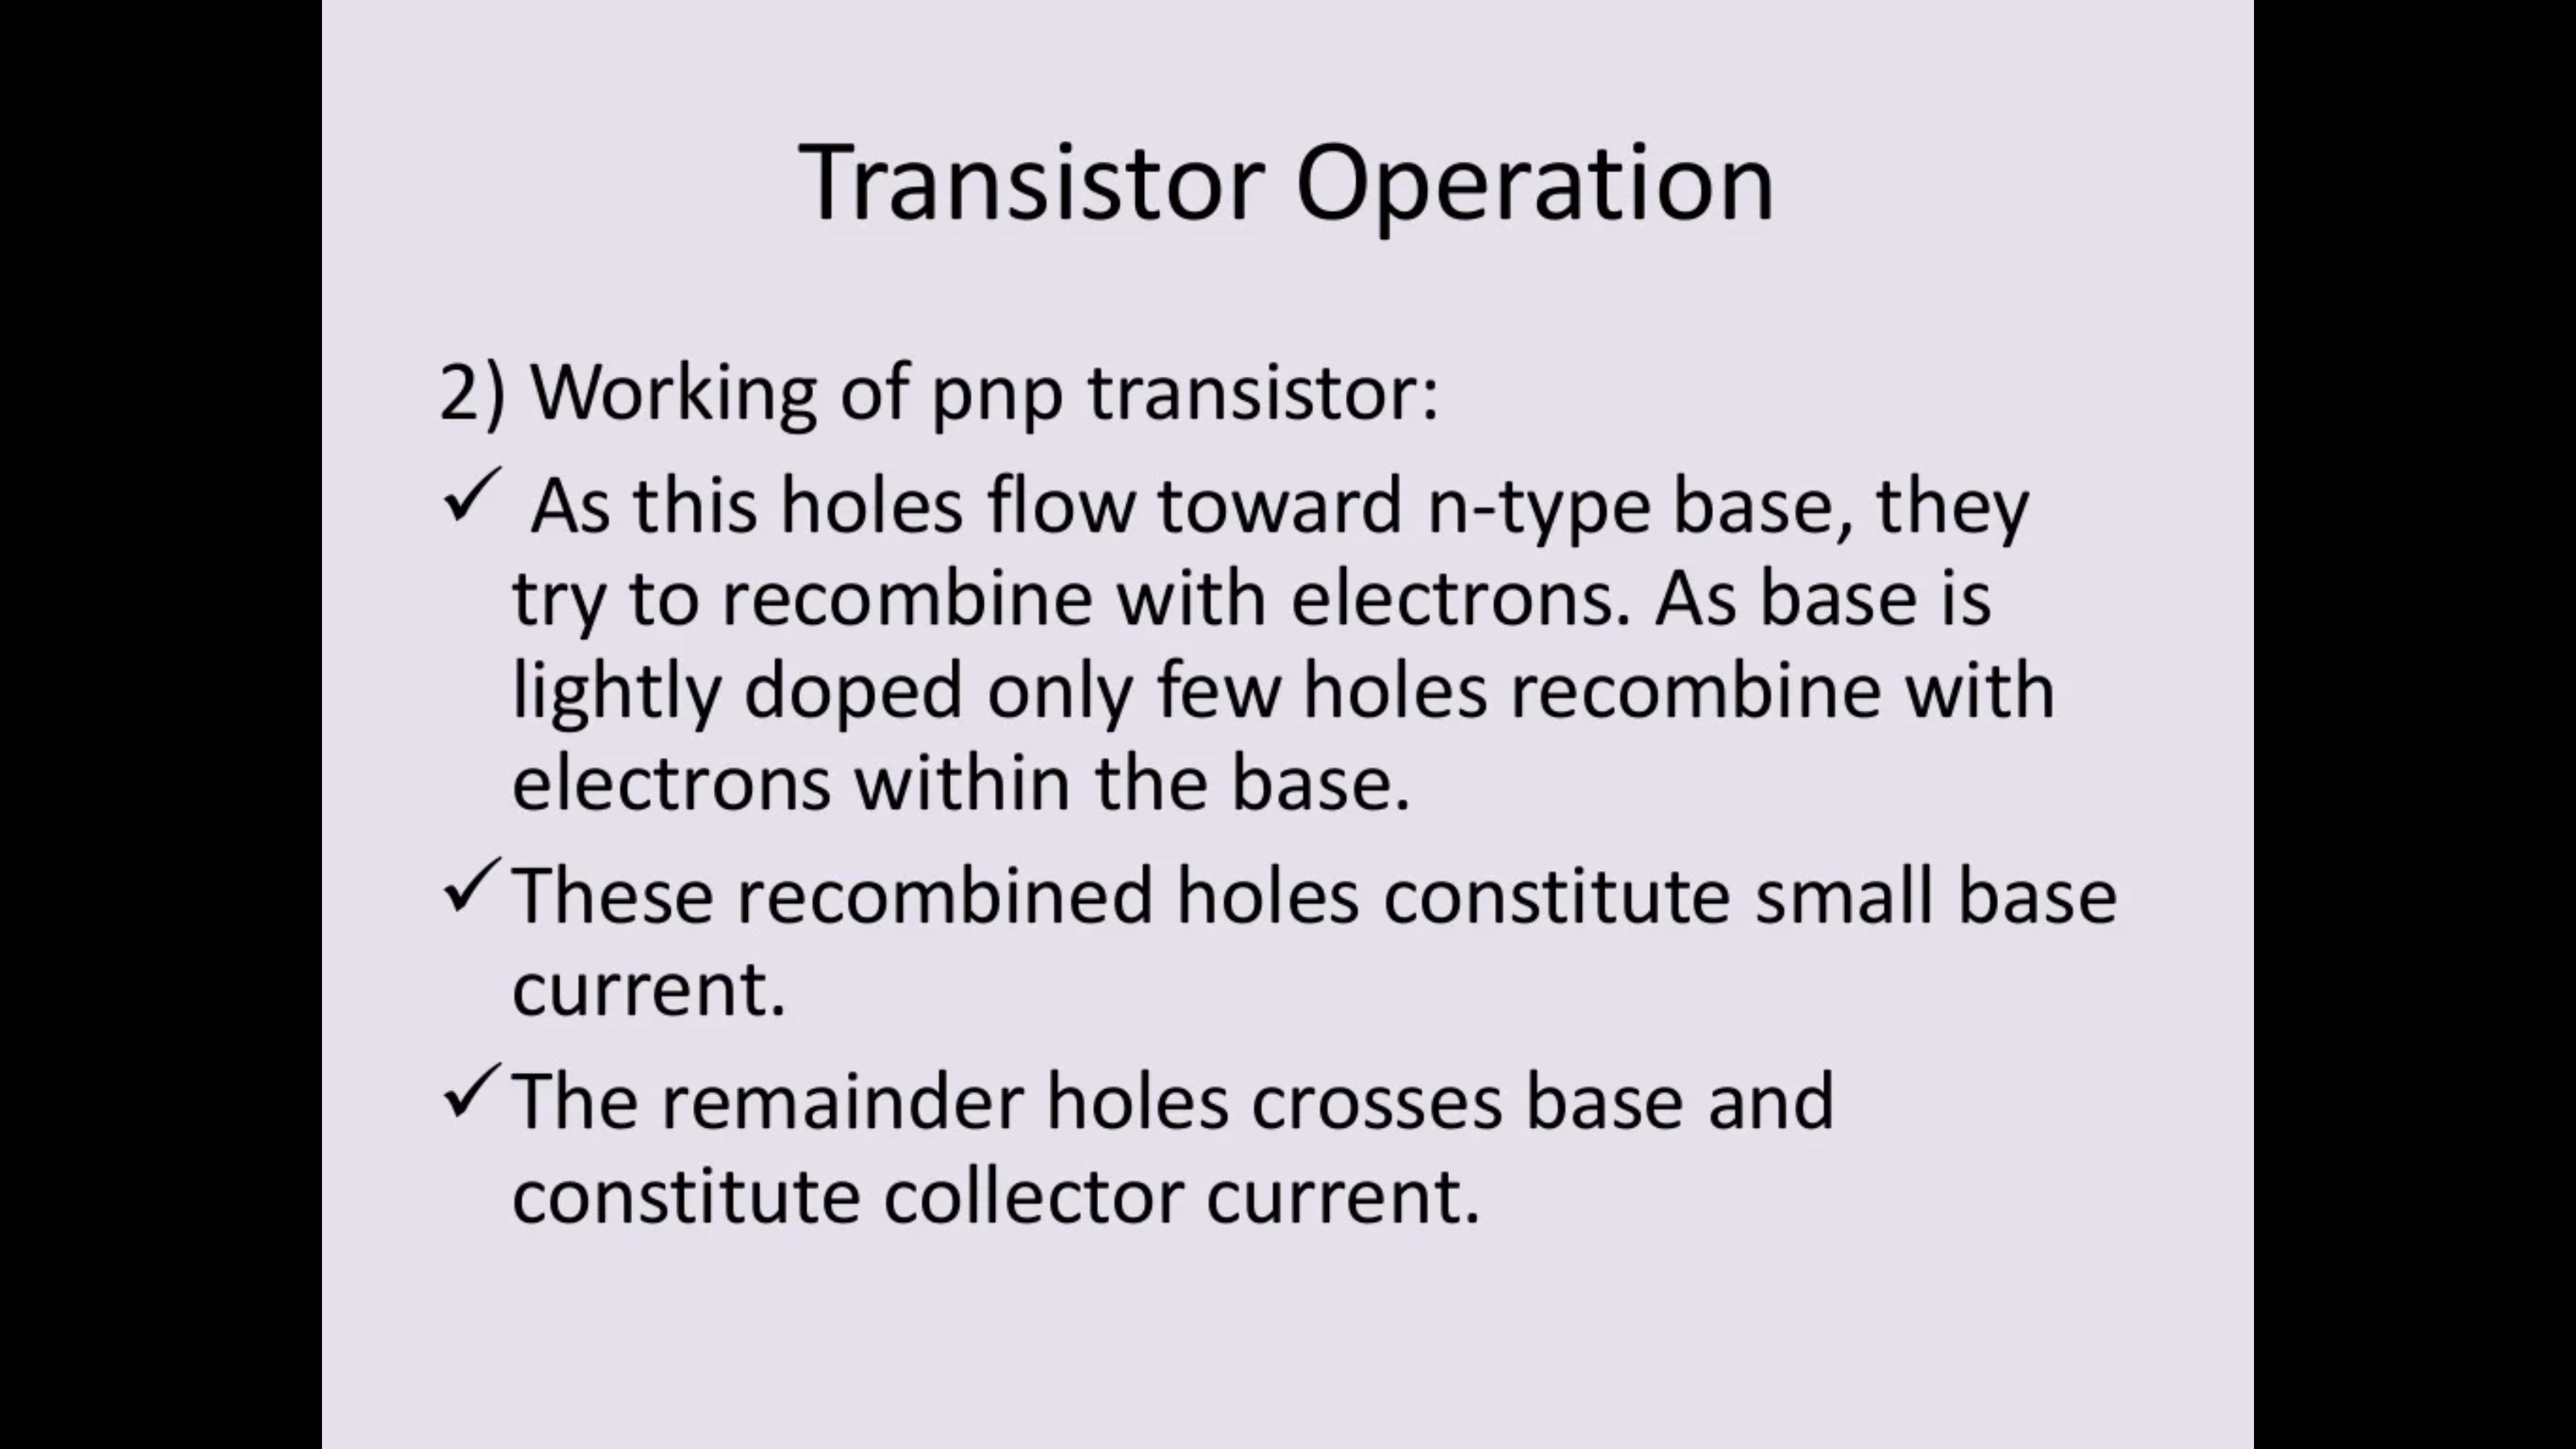 Transistor Operation
2) Working of pnp transistor:
✓ As this holes flow toward n-type base, they
try to recombine with electrons. As base is
lightly doped only few holes recombine with
electrons within the base.
✓ These recombined holes constitute small base
current.
✓ The remainder holes crosses base and
constitute collector current.